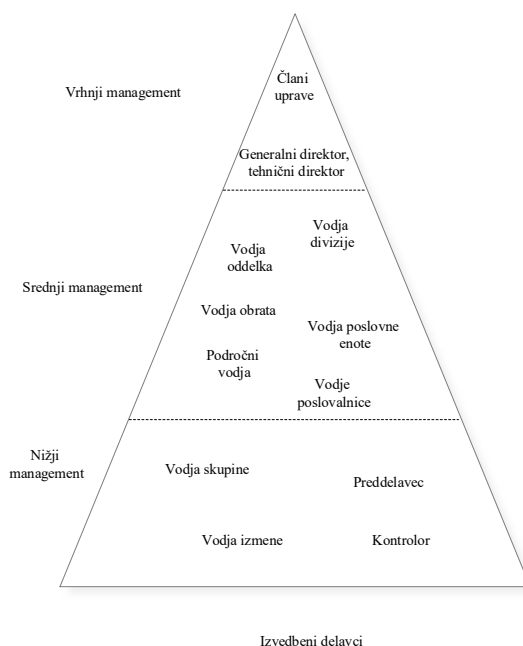 Člani
uprave
Vrhnji management
Generalni direktor,
tehnični direktor
Vodja
divizije
Vodja
oddelka
Srednji management
Vodja obrata
Vodja poslovne
enote
Področni
vodja
Vodje
poslovalnice
Nižji
management
Vodja skupine
Preddelavec
Vodja izmene
Kontrolor
Izvedbeni delavci